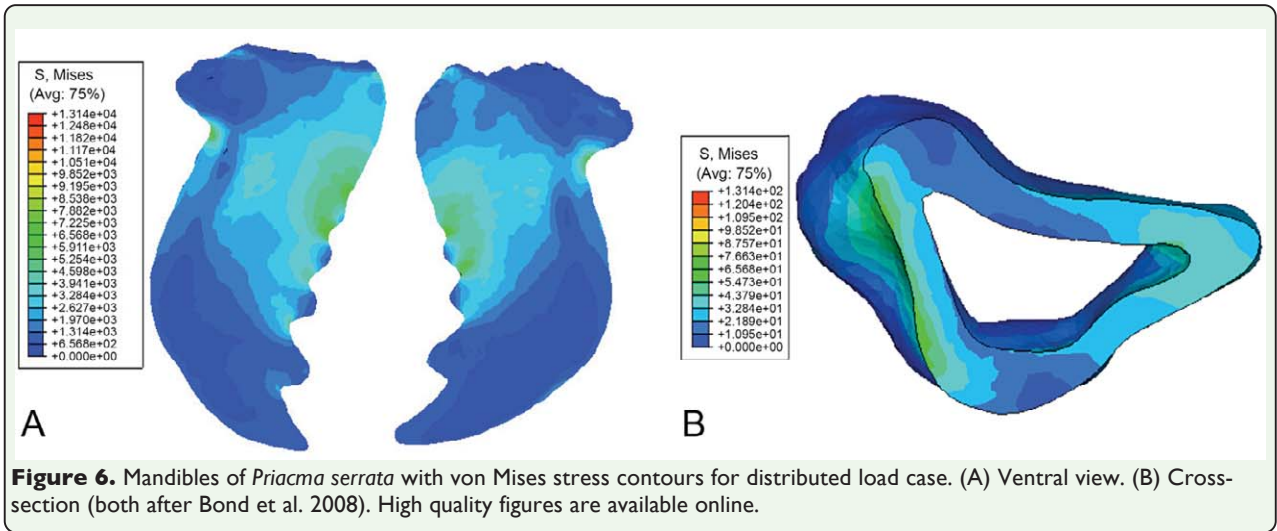 S, Mises
(Avg: 75%)
+1.314e+04
+1.248e+04
+1.182e+04
+1.117e+04
+1.051e+04
+9.852e+03
+9.195e+03
+8.538e+03
+7.882e+03
+7.225e+03
+6.568e+03
+5.911e+03
+5.254e+03
+4.598e+03
+3.941e+03
+3.284e+03
+2.627e+03
+1.970e+03
+1.314e+03
+6.568e+02
+0.000e+00
A
S, Mises
(Avg: 75%)
+1.314e+02
+1.204e+02
+1.095e+02
+9.852e+01
+8.757e+01
+7.663e+01
+6.568e+01
+5.473e+01
+4.379e+01
+3.284e+01
+2.189e+01
+1.095e+01
+0.000e+00
B
Figure 6. Mandibles of Priacma serrata with von Mises stress contours for distributed load case. (A) Ventral view. (B) Cross-
section (both after Bond et al. 2008). High quality figures are available online.